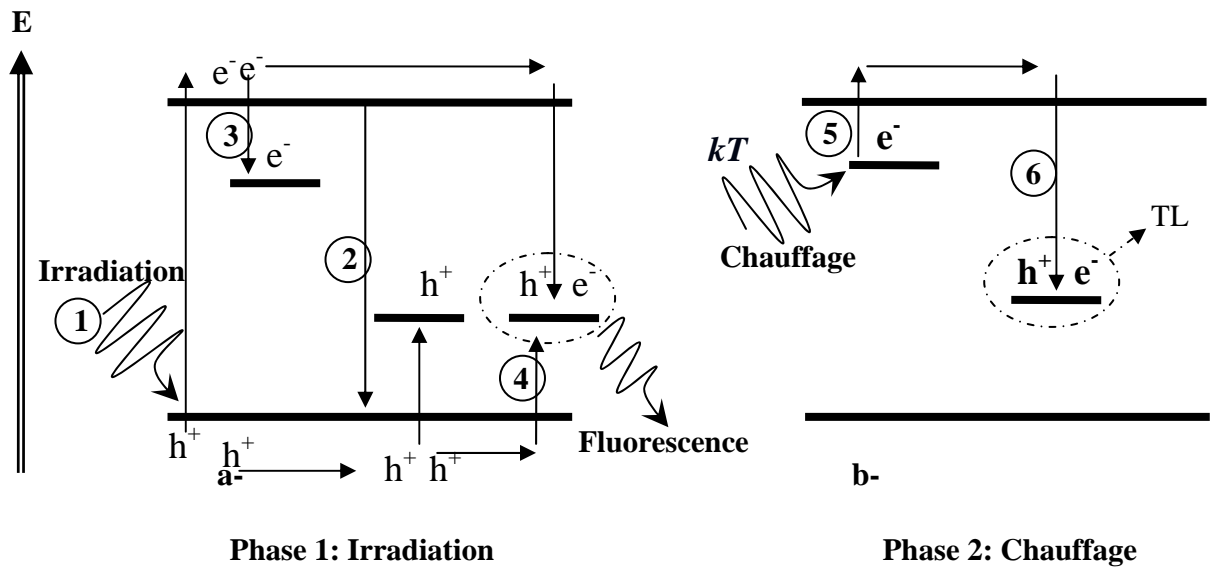 E
e⁻ e⁻
3
e⁻
2
Irradiation
1
h⁺
h⁺ e⁻
4
Fluorescence
h⁺
h⁺
h⁺ h⁺
a-
Phase 1: Irradiation
5
e⁻
kT
Chauffage
6
TL
h⁺ e⁻
b-
Phase 2: Chauffage